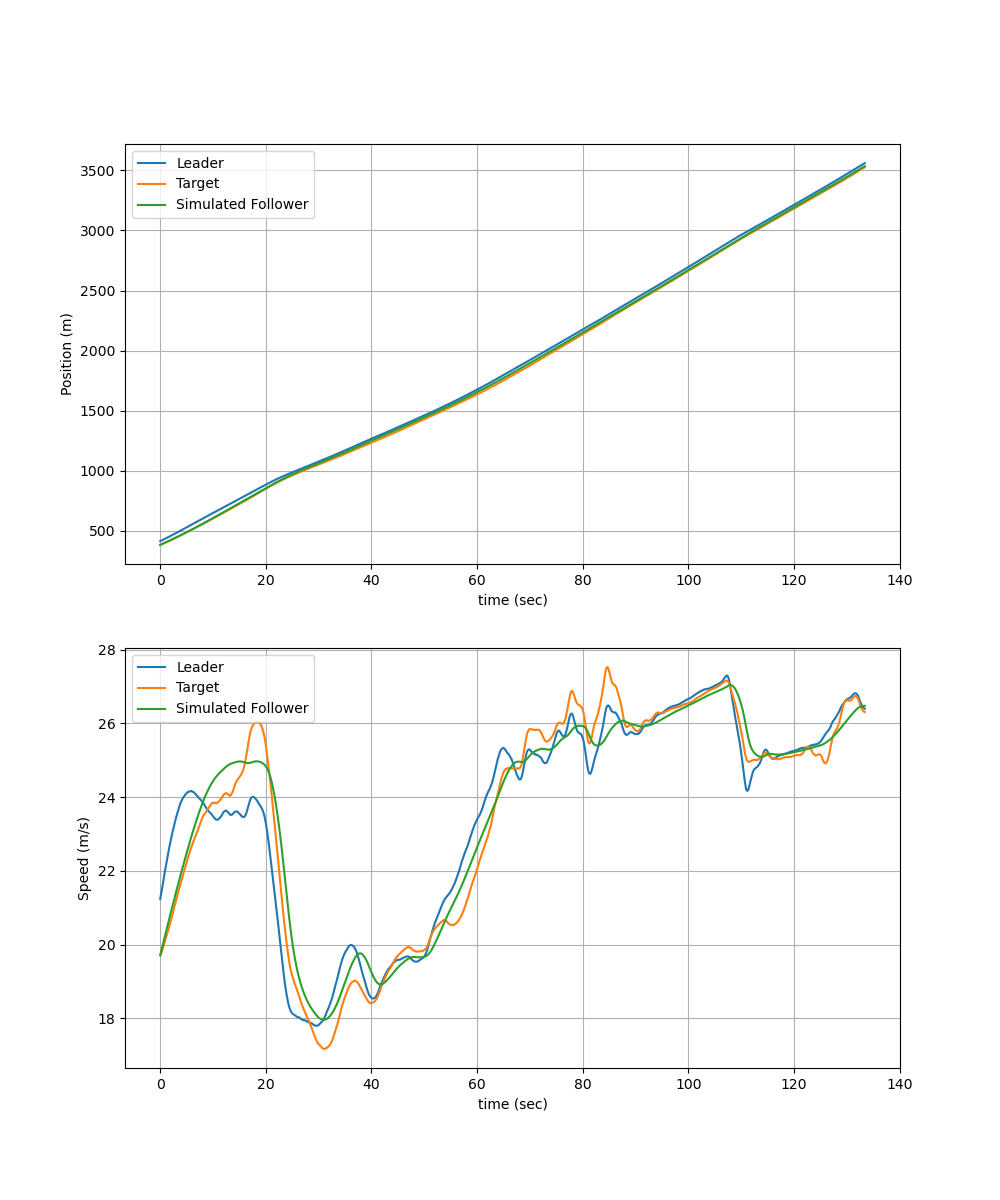 Leader
Target
Simulated Follower
3500
3000
2500
2000
1500
1000
500
Position (m)
0 20 40 60 80 100 120 140
time (sec)
Leader
Target
Simulated Follower
28
26
24
22
20
18
Speed (m/s)
0 20 40 60 80 100 120 140
time (sec)